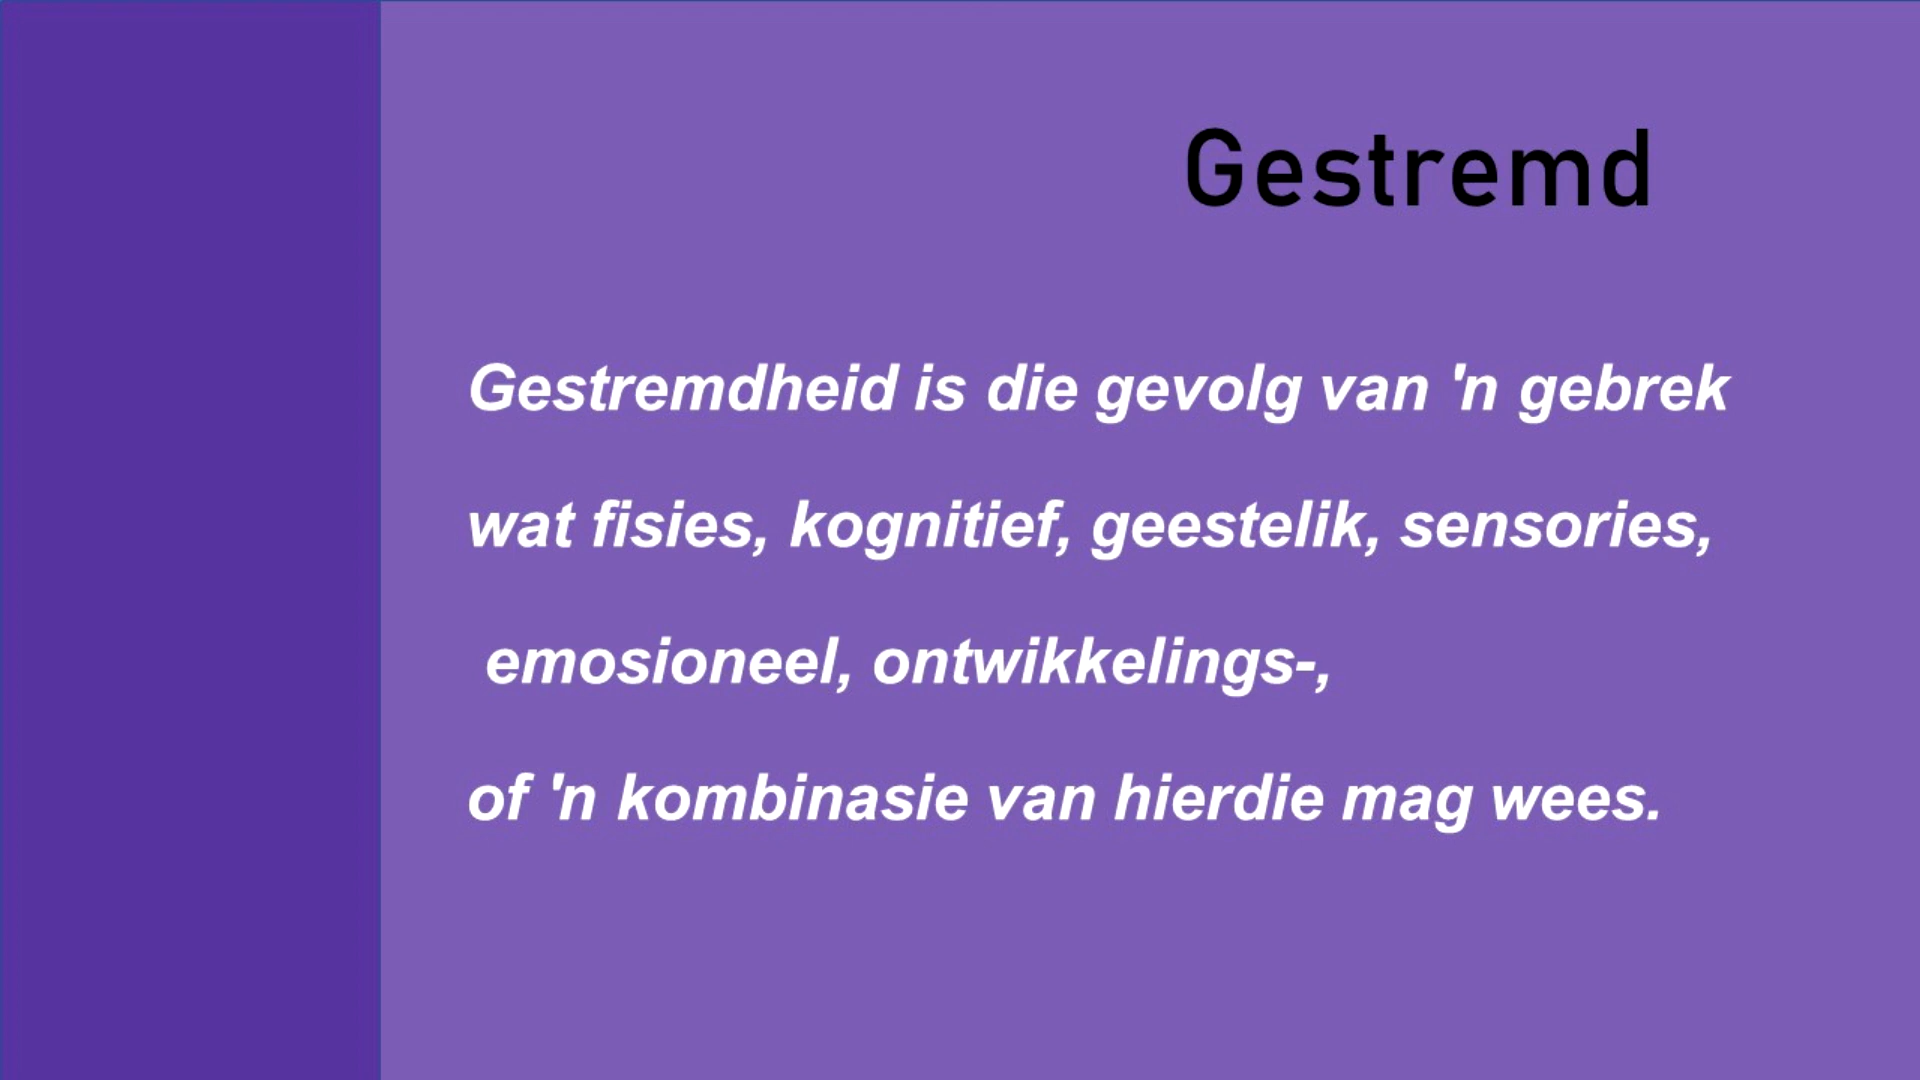 Gestremd
Gestremdheid is die gevolg van 'n gebrek
wat fisies, kognitief, geestelik, sensories,
emosioneel, ontwikkelings-,
of 'n kombinasie van hierdie mag wees.